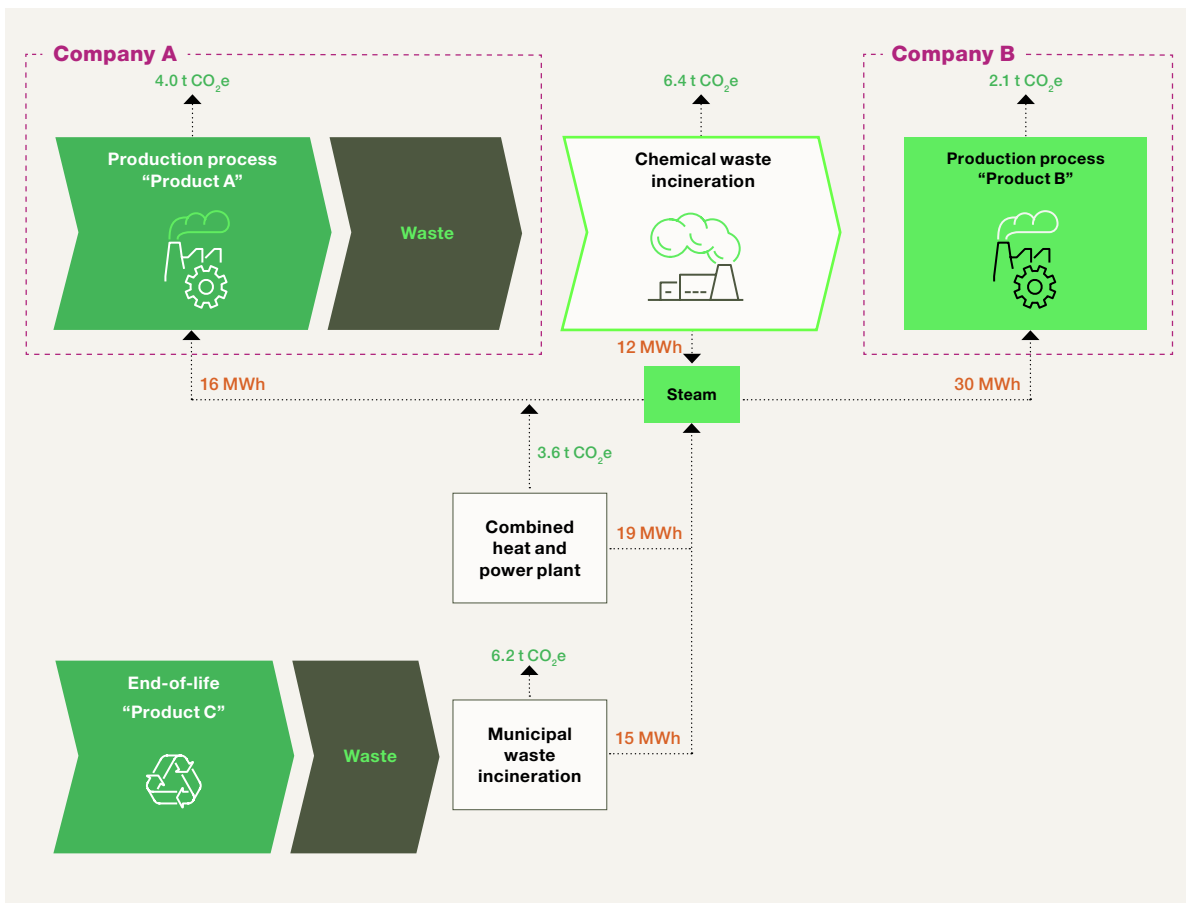 Company A
4.0 t CO₂e
Production process
“Product A”
Waste
6.4 t CO₂e
Chemical waste
incineration
Company B
2.1 t CO₂e
Production process
“Product B”
12 MWh
16 MWh
Steam
30 MWh
3.6 t CO₂e
Combined
heat and
power plant
19 MWh
End-of-life
“Product C”
Waste
6.2 t CO₂e
Municipal
waste
incineration
15 MWh